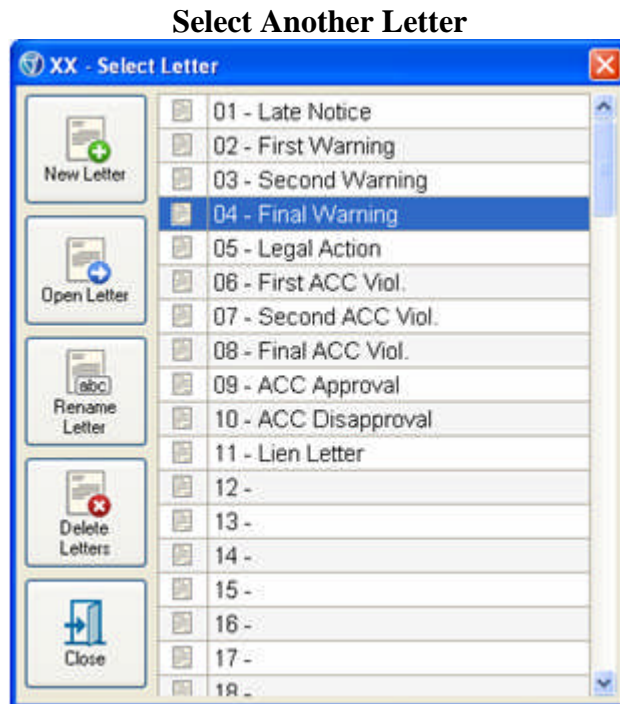 Select Another Letter
XX - Select Letter
New Letter
Open Letter
abc
Rename
Letter
Delete
Letters
Close
01 - Late Notice
02 - First Warning
03 - Second Warning
04 - Final Warning
05 - Legal Action
06 - First ACC Viol.
07 - Second ACC Viol.
08 - Final ACC Viol.
09 - ACC Approval
10 - ACC Disapproval
11 - Lien Letter
12 -
13 -
14 -
15 -
16 -
17 -
18 -